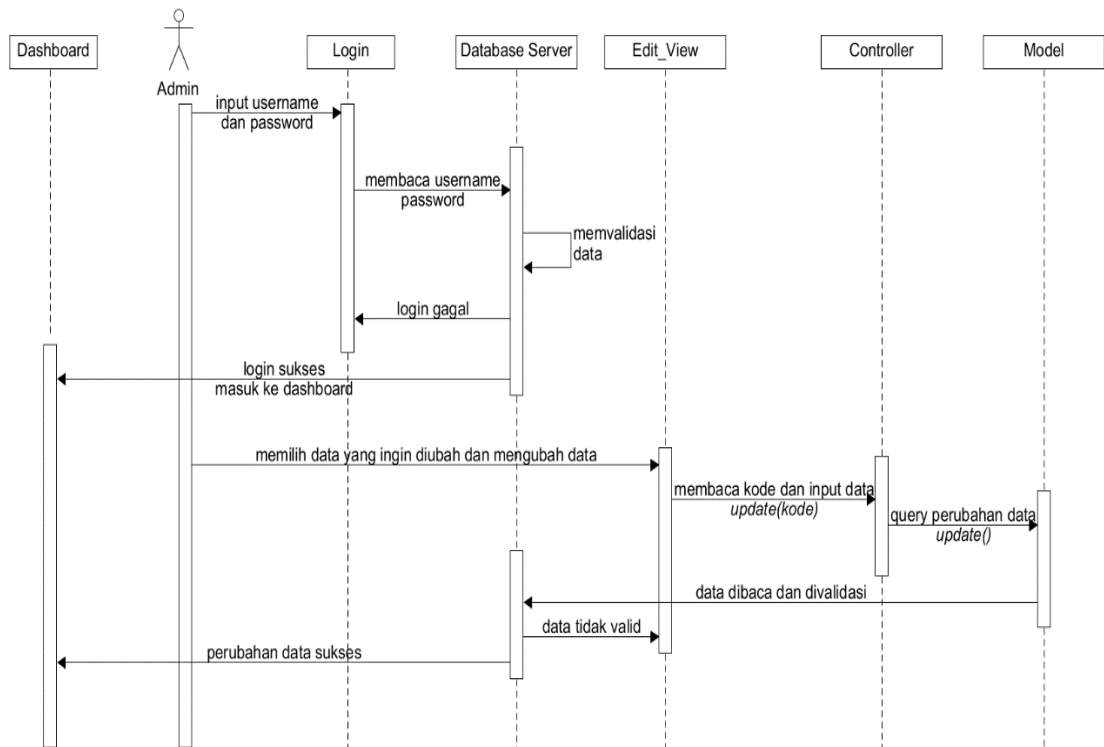 Dashboard
Login
Database Server
Edit_View
Controller
Model
Admin
input username
dan password
membaca username
password
memvalidasi
data
login gagal
login sukses
masuk ke dashboard
memilih data yang ingin diubah dan mengubah data
membaca kode dan input data
update(kode)
query perubahan data
update()
data dibaca dan divalidasi
data tidak valid
perubahan data sukses